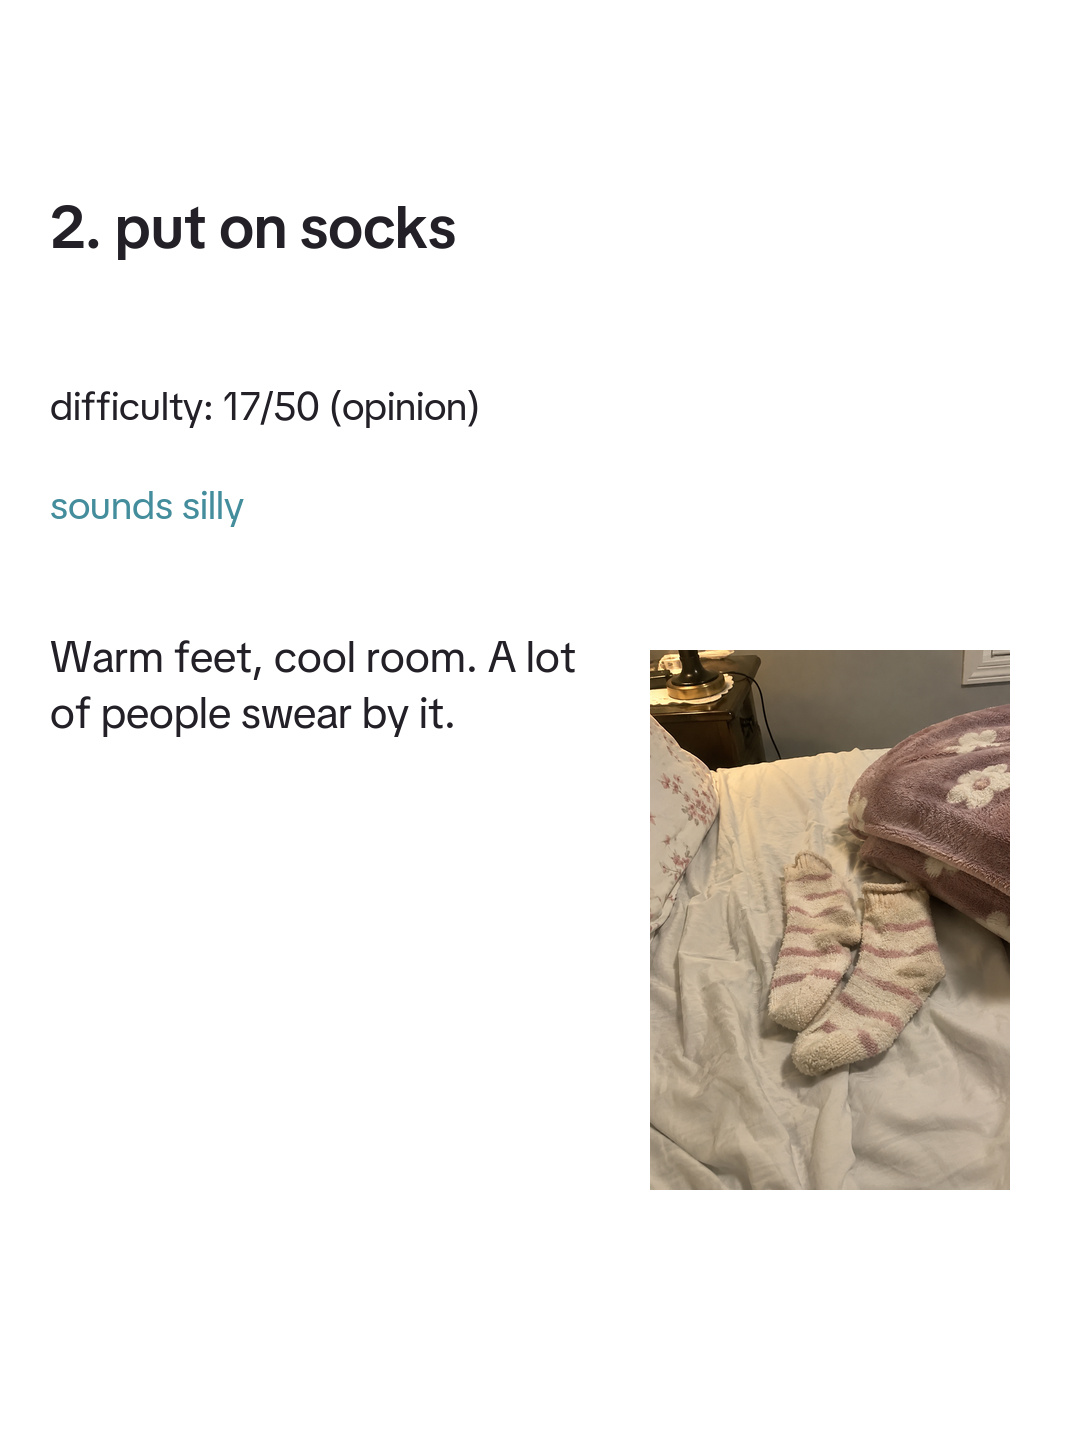 2. put on socks
difficulty: 17/50 (opinion)
sounds silly
Warm feet, cool room. A lot
of people swear by it.